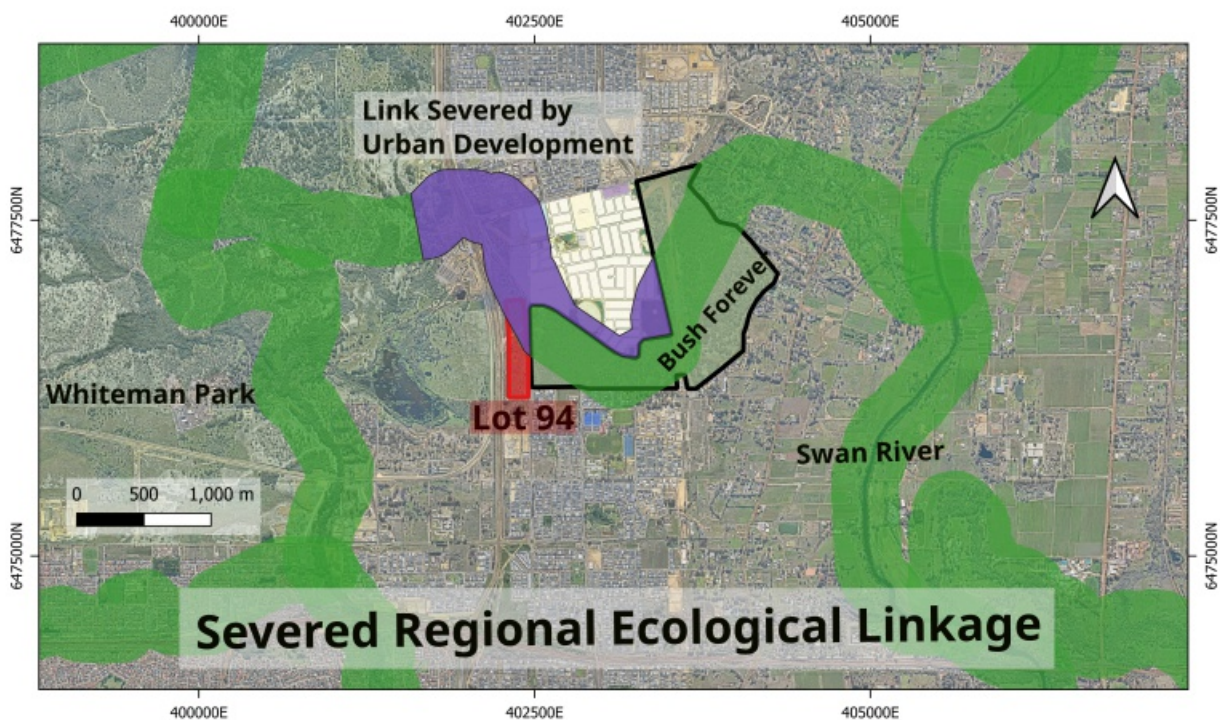 400000E
402500E
405000E
Link Severed by
Urban Development
6477500N
6477500N
Bush Forever
Whiteman Park
Lot 94
Swan River
0 500 1,000 m
6475000N
6475000N
Severed Regional Ecological Linkage
400000E
402500E
405000E